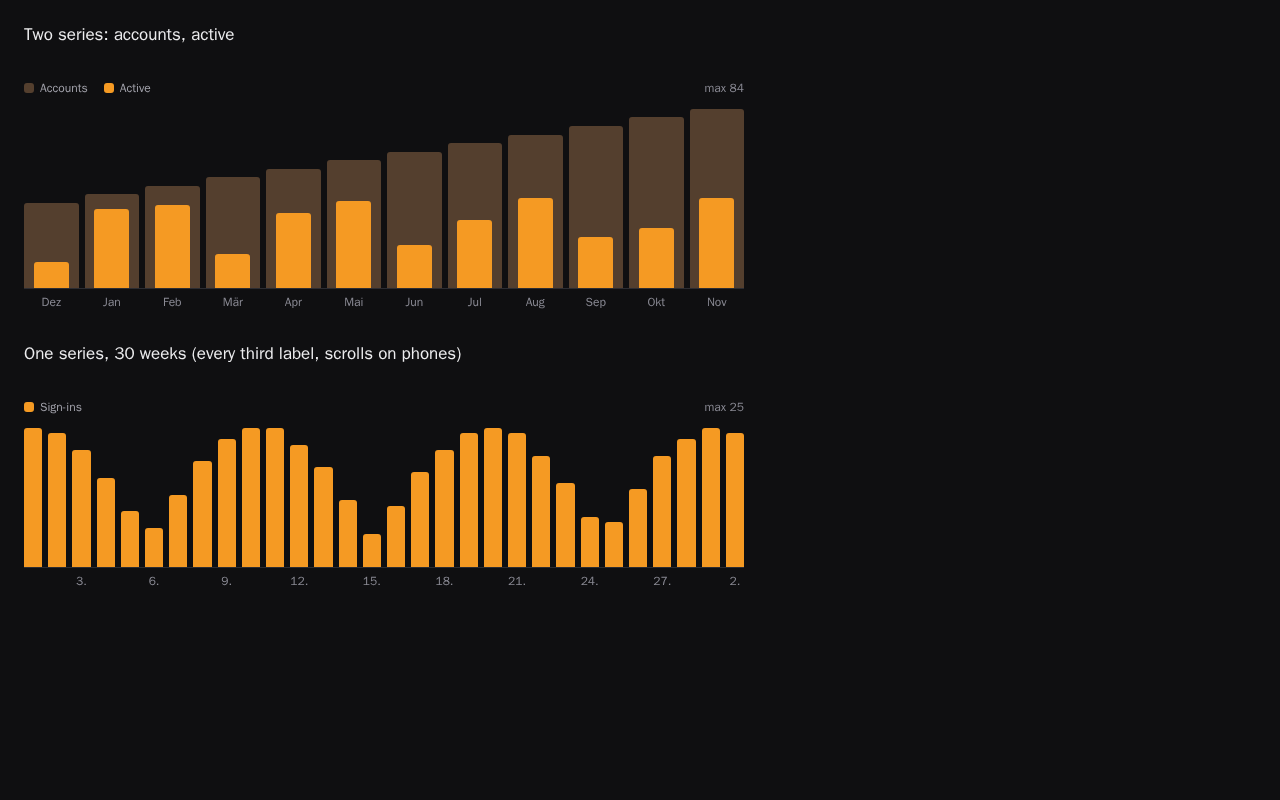 Two series: accounts, active
Accounts Active max 84
Dez Jan Feb Mär Apr Mai Jun Jul Aug Sep Okt Nov
One series, 30 weeks (every third label, scrolls on phones)
Sign-ins max 25
3. 6. 9. 12. 15. 18. 21. 24. 27. 2.